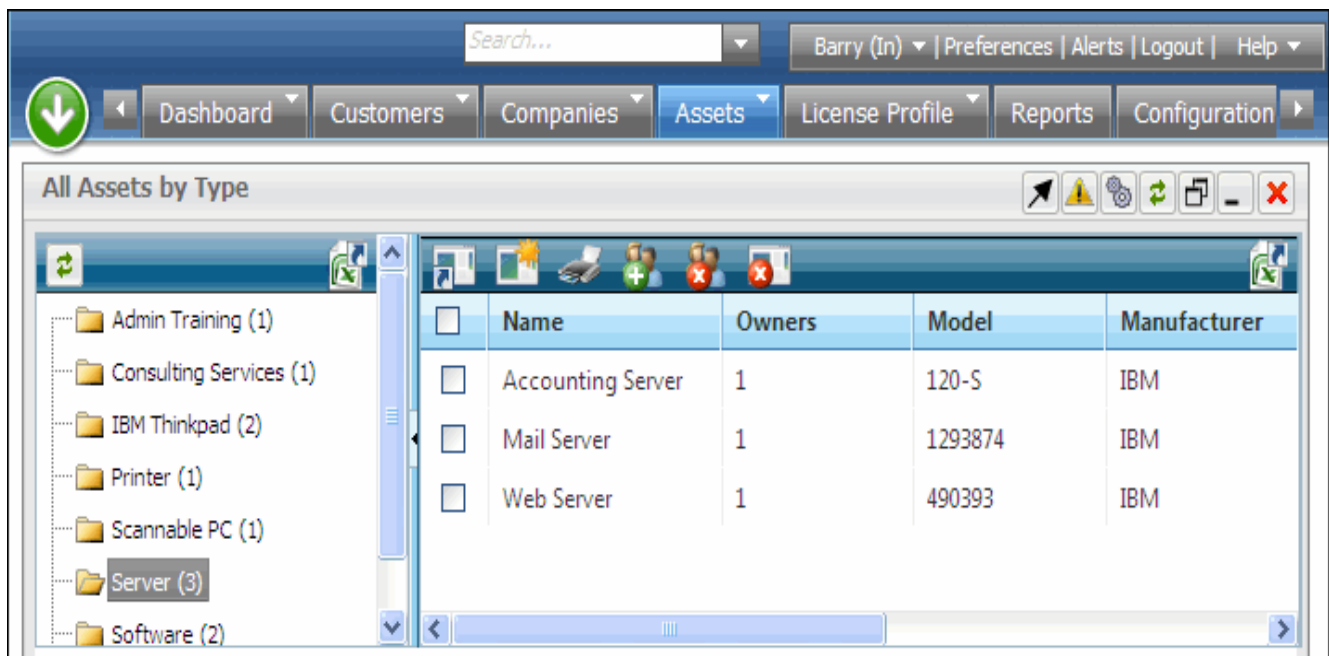 Search...
Barry (In) | Preferences | Alerts | Logout | Help
Dashboard Customers Companies Assets License Profile Reports Configuration
All Assets by Type
Admin Training (1)
Consulting Services (1)
IBM Thinkpad (2)
Printer (1)
Scannable PC (1)
Server (3)
Software (2)
Name Owners Model Manufacturer
Accounting Server 1 120-S IBM
Mail Server 1 1293874 IBM
Web Server 1 490393 IBM